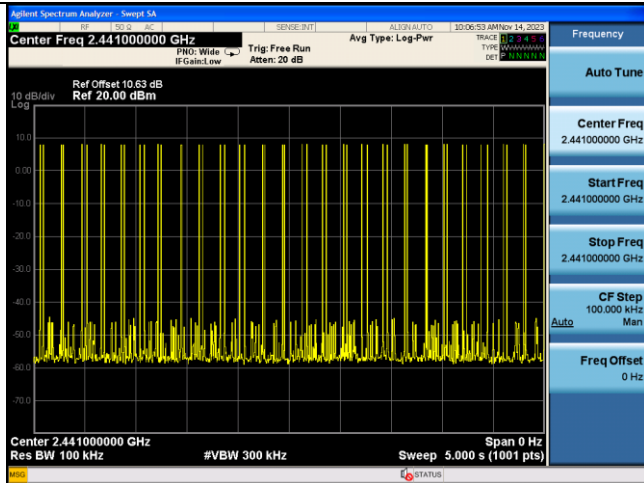 Agilent Spectrum Analyzer - Swept SA
RF 50 Ω AC SENSE:INT ALIGN AUTO 10:06:53 AM Nov 14, 2023
Center Freq 2.441000000 GHz
PNO: Wide
IFGain:Low
Trig: Free Run
Atten: 20 dB
Avg Type: Log-Pwr
TRACE 1 2 3 4 5 6
TYPE
DET P N N N N N
Ref Offset 10.63 dB
Ref 20.00 dBm
10 dB/div
Log
10.0
0.00
-10.0
-20.0
-30.0
-40.0
-50.0
-60.0
-70.0
Center 2.441000000 GHz
Span 0 Hz
Res BW 100 kHz
#VBW 300 kHz
Sweep 5.000 s (1001 pts)
MSG
STATUS
Frequency
Auto Tune
Center Freq
2.441000000 GHz
Start Freq
2.441000000 GHz
Stop Freq
2.441000000 GHz
CF Step
100.000 kHz
Auto Man
Freq Offset
0 Hz